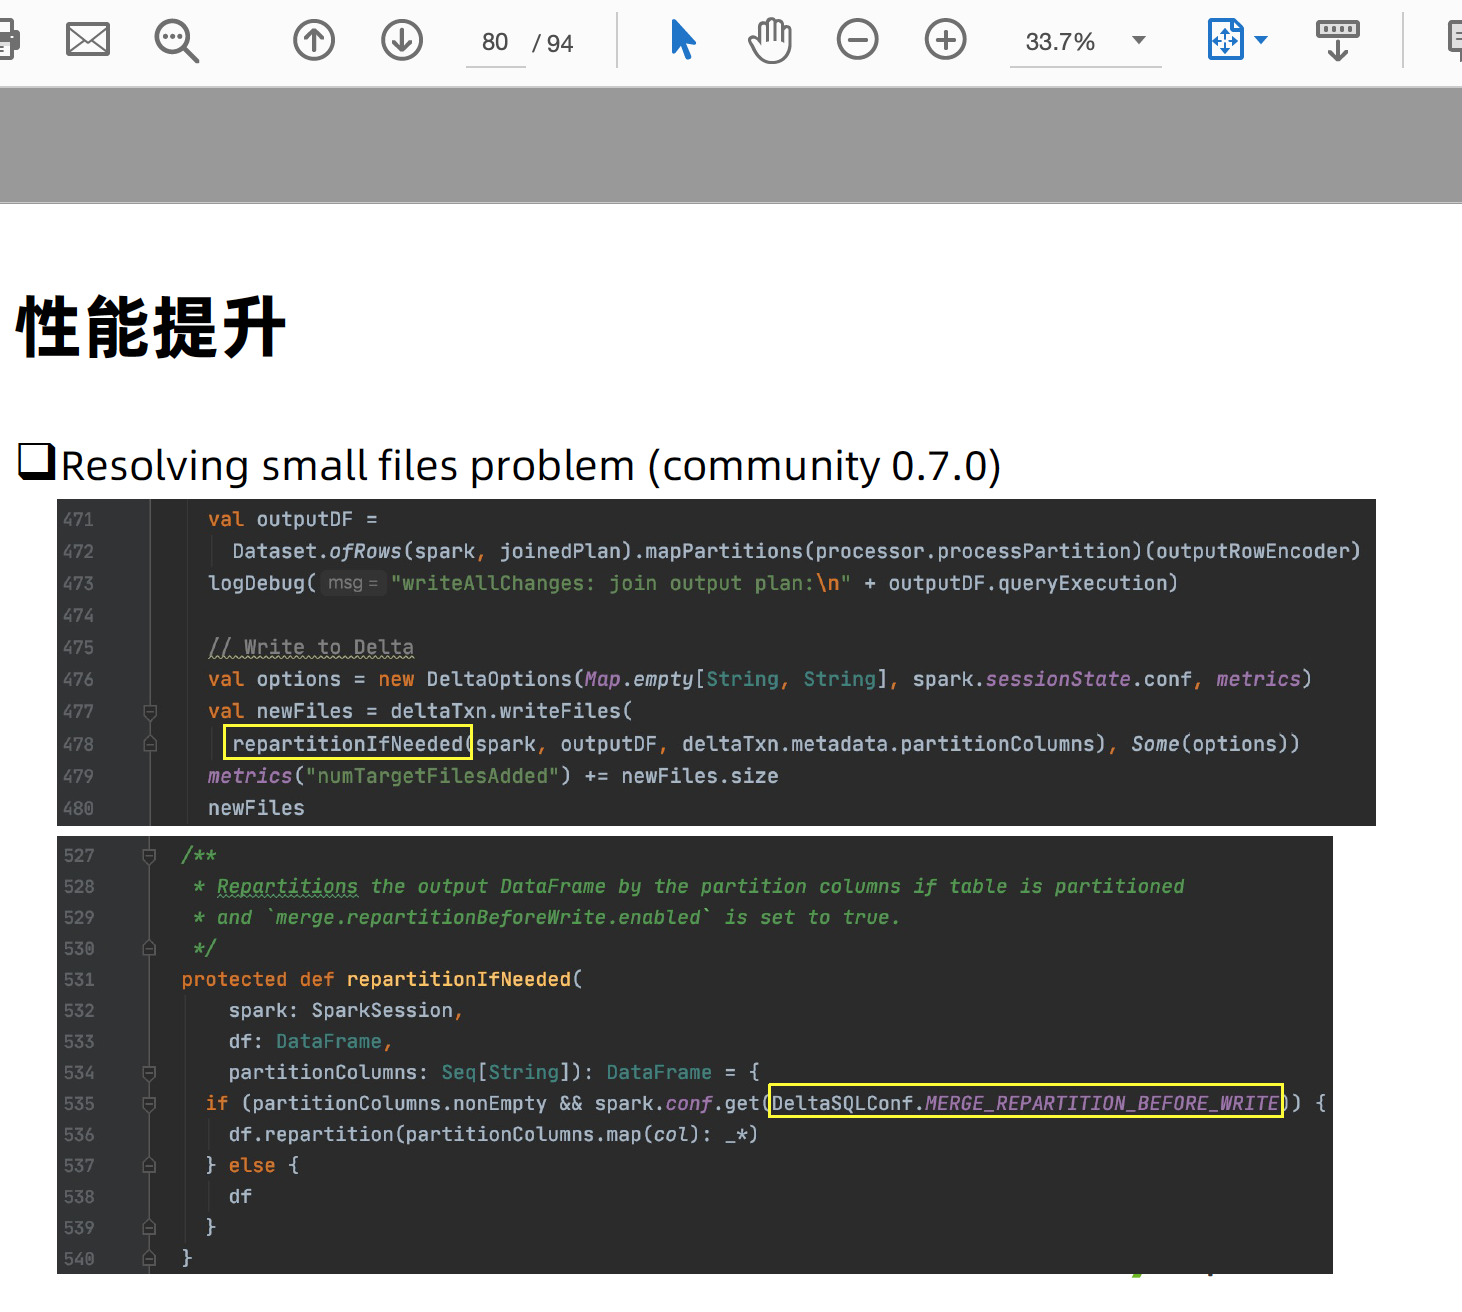 80 / 94 33.7%
性能提升
❑Resolving small files problem (community 0.7.0)
471 val outputDF =
472 Dataset.ofRows(spark, joinedPlan).mapPartitions(processor.processPartition)(outputRowEncoder)
473 logDebug( msg = "writeAllChanges: join output plan:\n" + outputDF.queryExecution)
474
475 // Write to Delta
476 val options = new DeltaOptions(Map.empty[String, String], spark.sessionState.conf, metrics)
477 val newFiles = deltaTxn.writeFiles(
478 repartitionIfNeeded(spark, outputDF, deltaTxn.metadata.partitionColumns), Some(options))
479 metrics("numTargetFilesAdded") += newFiles.size
480 newFiles
527 /**
528 * Repartitions the output DataFrame by the partition columns if table is partitioned
529 * and `merge.repartitionBeforeWrite.enabled` is set to true.
530 */
531 protected def repartitionIfNeeded(
532 spark: SparkSession,
533 df: DataFrame,
534 partitionColumns: Seq[String]): DataFrame = {
535 if (partitionColumns.nonEmpty && spark.conf.get(DeltaSQLConf.MERGE_REPARTITION_BEFORE_WRITE)) {
536 df.repartition(partitionColumns.map(col): _*)
537 } else {
538 df
539 }
540 }